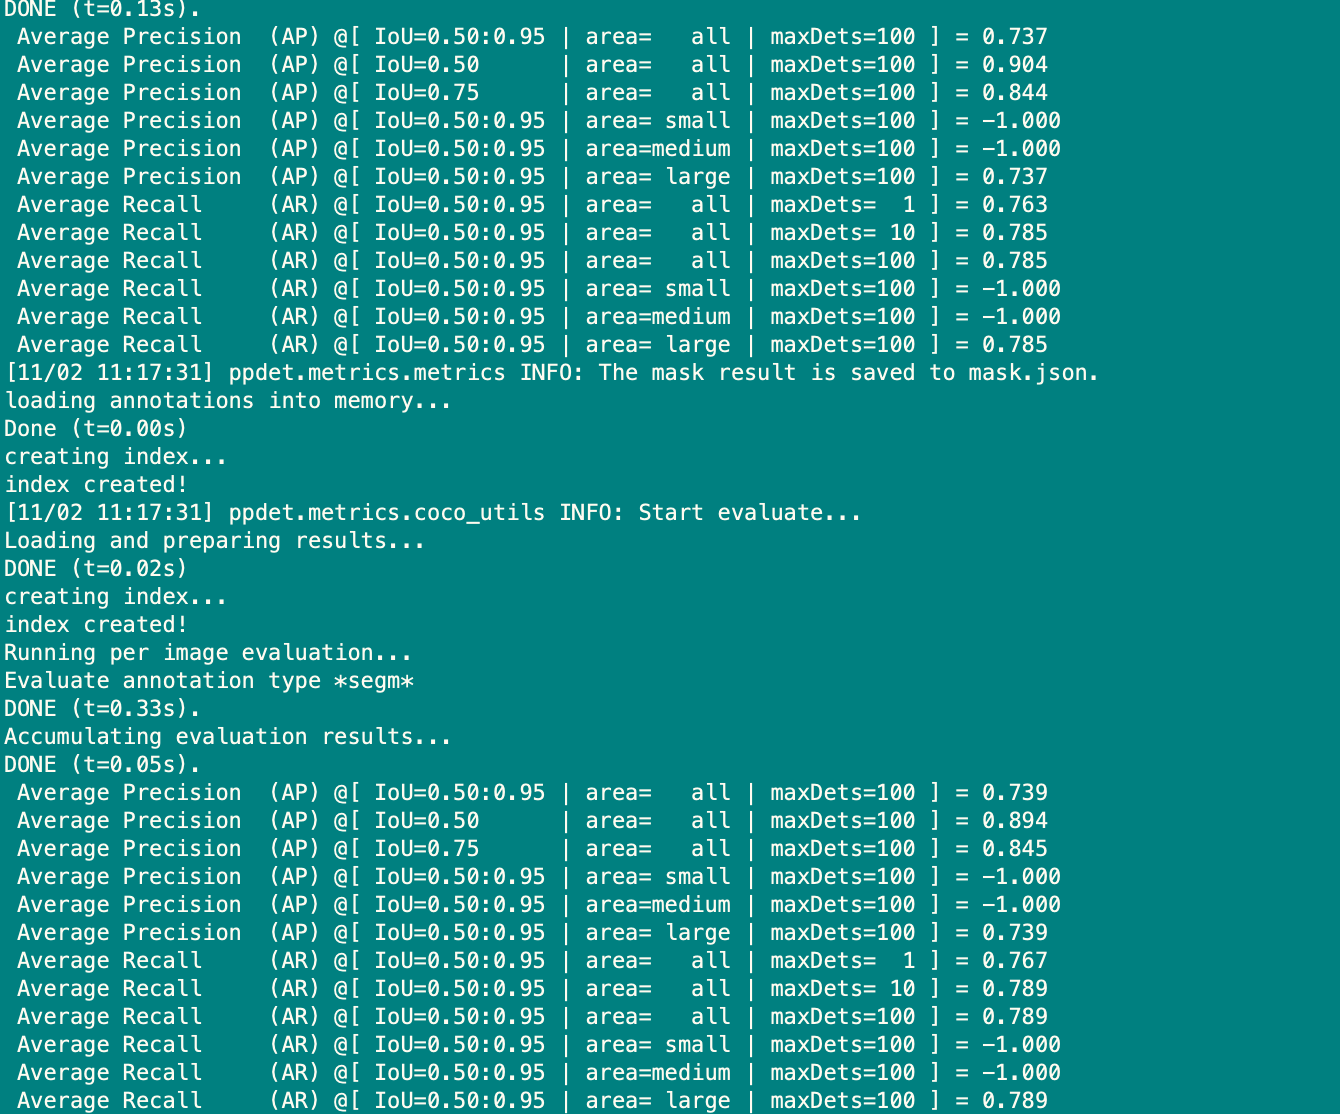 DONE (t=0.13s).
 Average Precision  (AP) @[ IoU=0.50:0.95 | area=   all | maxDets=100 ] = 0.737
 Average Precision  (AP) @[ IoU=0.50      | area=   all | maxDets=100 ] = 0.904
 Average Precision  (AP) @[ IoU=0.75      | area=   all | maxDets=100 ] = 0.844
 Average Precision  (AP) @[ IoU=0.50:0.95 | area= small | maxDets=100 ] = -1.000
 Average Precision  (AP) @[ IoU=0.50:0.95 | area=medium | maxDets=100 ] = -1.000
 Average Precision  (AP) @[ IoU=0.50:0.95 | area= large | maxDets=100 ] = 0.737
 Average Recall     (AR) @[ IoU=0.50:0.95 | area=   all | maxDets=  1 ] = 0.763
 Average Recall     (AR) @[ IoU=0.50:0.95 | area=   all | maxDets= 10 ] = 0.785
 Average Recall     (AR) @[ IoU=0.50:0.95 | area=   all | maxDets=100 ] = 0.785
 Average Recall     (AR) @[ IoU=0.50:0.95 | area= small | maxDets=100 ] = -1.000
 Average Recall     (AR) @[ IoU=0.50:0.95 | area=medium | maxDets=100 ] = -1.000
 Average Recall     (AR) @[ IoU=0.50:0.95 | area= large | maxDets=100 ] = 0.785
[11/02 11:17:31] ppdet.metrics.metrics INFO: The mask result is saved to mask.json.
loading annotations into memory...
Done (t=0.00s)
creating index...
index created!
[11/02 11:17:31] ppdet.metrics.coco_utils INFO: Start evaluate...
Loading and preparing results...
DONE (t=0.02s)
creating index...
index created!
Running per image evaluation...
Evaluate annotation type *segm*
DONE (t=0.33s).
Accumulating evaluation results...
DONE (t=0.05s).
 Average Precision  (AP) @[ IoU=0.50:0.95 | area=   all | maxDets=100 ] = 0.739
 Average Precision  (AP) @[ IoU=0.50      | area=   all | maxDets=100 ] = 0.894
 Average Precision  (AP) @[ IoU=0.75      | area=   all | maxDets=100 ] = 0.845
 Average Precision  (AP) @[ IoU=0.50:0.95 | area= small | maxDets=100 ] = -1.000
 Average Precision  (AP) @[ IoU=0.50:0.95 | area=medium | maxDets=100 ] = -1.000
 Average Precision  (AP) @[ IoU=0.50:0.95 | area= large | maxDets=100 ] = 0.739
 Average Recall     (AR) @[ IoU=0.50:0.95 | area=   all | maxDets=  1 ] = 0.767
 Average Recall     (AR) @[ IoU=0.50:0.95 | area=   all | maxDets= 10 ] = 0.789
 Average Recall     (AR) @[ IoU=0.50:0.95 | area=   all | maxDets=100 ] = 0.789
 Average Recall     (AR) @[ IoU=0.50:0.95 | area= small | maxDets=100 ] = -1.000
 Average Recall     (AR) @[ IoU=0.50:0.95 | area=medium | maxDets=100 ] = -1.000
 Average Recall     (AR) @[ IoU=0.50:0.95 | area= large | maxDets=100 ] = 0.789